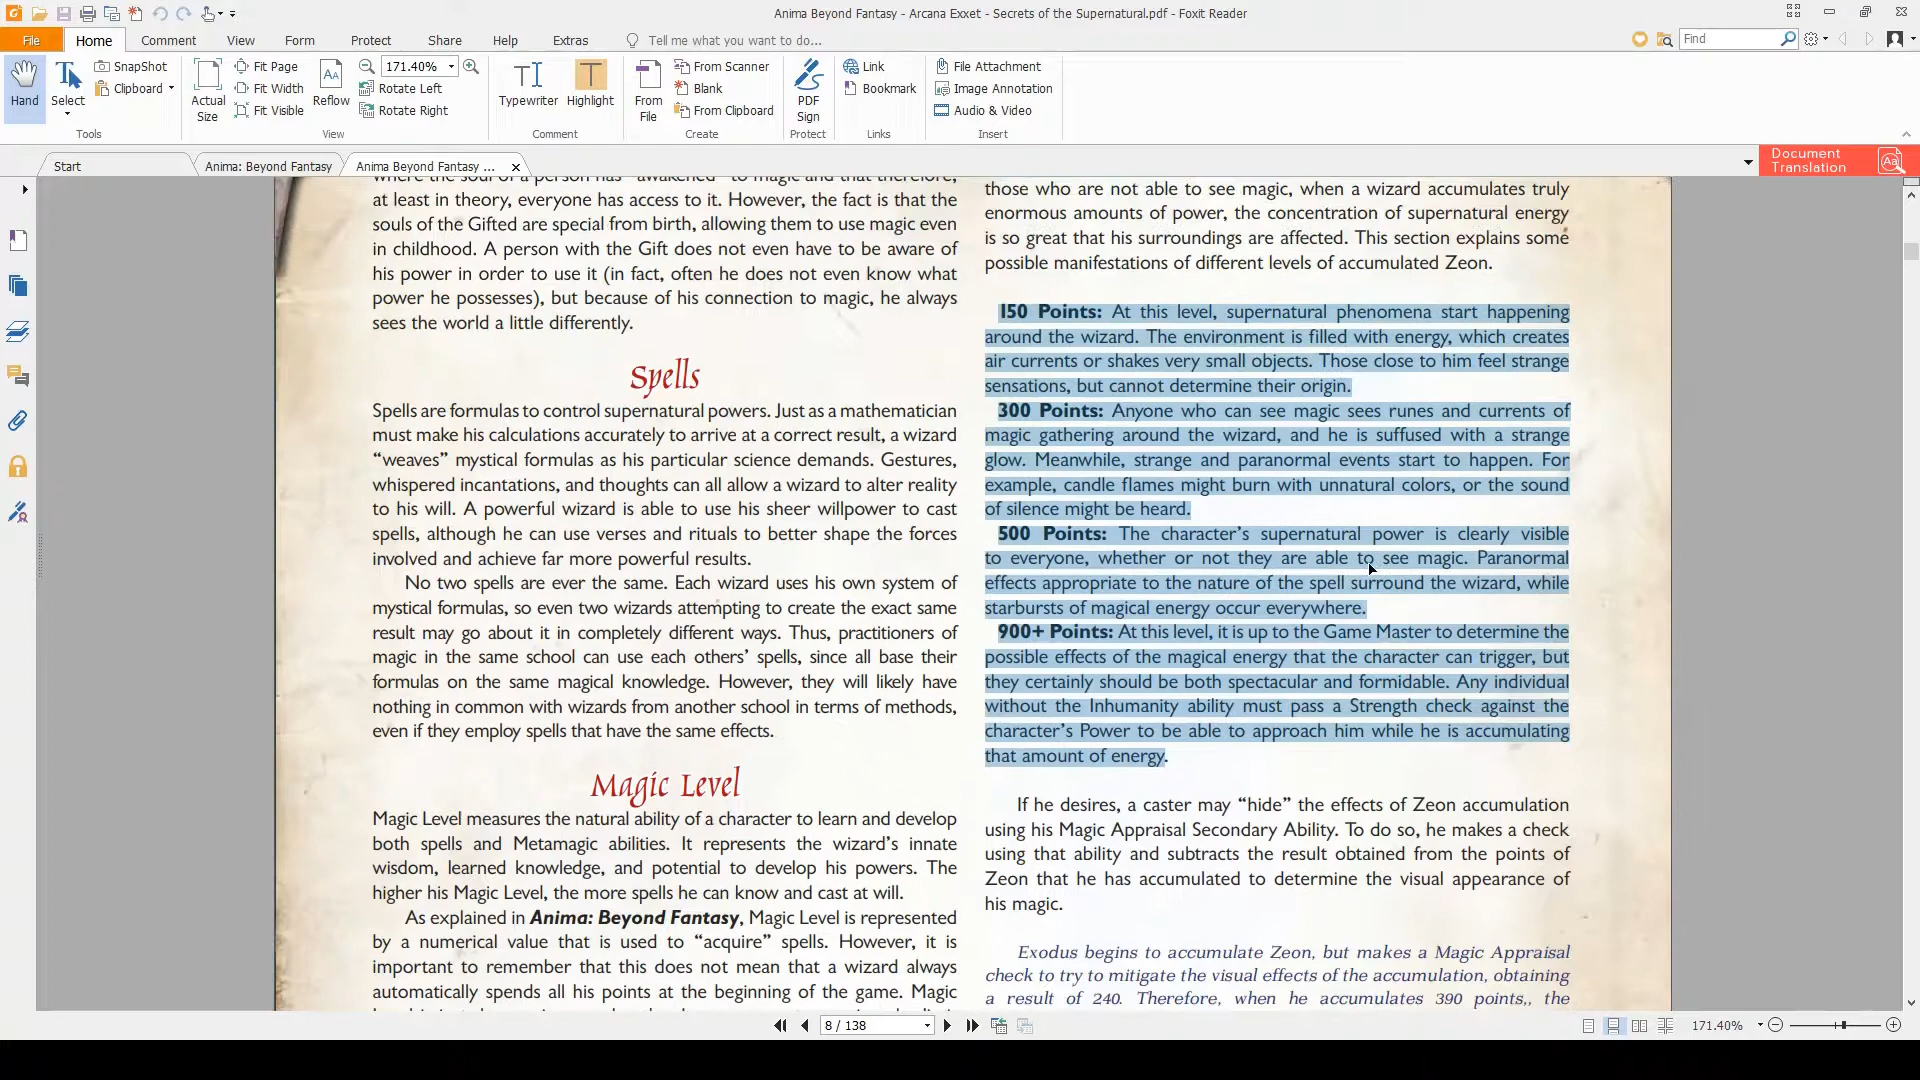 Anima Beyond Fantasy - Arcana Exxet - Secrets of the Supernatural.pdf - Foxit Reader
File
Home
Comment
View
Form
Protect
Share
Help
Extras
Tell me what you want to do...
Find
Hand
Select
SnapShot
Clipboard
Tools
Actual
Size
Fit Page
Fit Width
Fit Visible
Reflow
171.40%
Rotate Left
Rotate Right
View
Typewriter
Highlight
Comment
From
File
From Scanner
Blank
From Clipboard
Create
PDF
Sign
Protect
Link
Bookmark
Links
File Attachment
Image Annotation
Audio & Video
Insert
Start
Anima: Beyond Fantasy
Anima Beyond Fantasy ...
Document
Translation
where the soul of a person has "awakened" to magic and that therefore,
at least in theory, everyone has access to it. However, the fact is that the
souls of the Gifted are special from birth, allowing them to use magic even
in childhood. A person with the Gift does not even have to be aware of
his power in order to use it (in fact, often he does not even know what
power he possesses), but because of his connection to magic, he always
sees the world a little differently.
Spells
Spells are formulas to control supernatural powers. Just as a mathematician
must make his calculations accurately to arrive at a correct result, a wizard
“weaves” mystical formulas as his particular science demands. Gestures,
whispered incantations, and thoughts can all allow a wizard to alter reality
to his will. A powerful wizard is able to use his sheer willpower to cast
spells, although he can use verses and rituals to better shape the forces
involved and achieve far more powerful results.
No two spells are ever the same. Each wizard uses his own system of
mystical formulas, so even two wizards attempting to create the exact same
result may go about it in completely different ways. Thus, practitioners of
magic in the same school can use each others’ spells, since all base their
formulas on the same magical knowledge. However, they will likely have
nothing in common with wizards from another school in terms of methods,
even if they employ spells that have the same effects.
Magic Level
Magic Level measures the natural ability of a character to learn and develop
both spells and Metamagic abilities. It represents the wizard’s innate
wisdom, learned knowledge, and potential to develop his powers. The
higher his Magic Level, the more spells he can know and cast at will.
As explained in Anima: Beyond Fantasy, Magic Level is represented
by a numerical value that is used to “acquire” spells. However, it is
important to remember that this does not mean that a wizard always
automatically spends all his points at the beginning of the game. Magic
those who are not able to see magic, when a wizard accumulates truly
enormous amounts of power, the concentration of supernatural energy
is so great that his surroundings are affected. This section explains some
possible manifestations of different levels of accumulated Zeon.
150 Points: At this level, supernatural phenomena start happening
around the wizard. The environment is filled with energy, which creates
air currents or shakes very small objects. Those close to him feel strange
sensations, but cannot determine their origin.
300 Points: Anyone who can see magic sees runes and currents of
magic gathering around the wizard, and he is suffused with a strange
glow. Meanwhile, strange and paranormal events start to happen. For
example, candle flames might burn with unnatural colors, or the sound
of silence might be heard.
500 Points: The character’s supernatural power is clearly visible
to everyone, whether or not they are able to see magic. Paranormal
effects appropriate to the nature of the spell surround the wizard, while
starbursts of magical energy occur everywhere.
900+ Points: At this level, it is up to the Game Master to determine the
possible effects of the magical energy that the character can trigger, but
they certainly should be both spectacular and formidable. Any individual
without the Inhumanity ability must pass a Strength check against the
character’s Power to be able to approach him while he is accumulating
that amount of energy.
If he desires, a caster may “hide” the effects of Zeon accumulation
using his Magic Appraisal Secondary Ability. To do so, he makes a check
using that ability and subtracts the result obtained from the points of
Zeon that he has accumulated to determine the visual appearance of
his magic.
Exodus begins to accumulate Zeon, but makes a Magic Appraisal
check to try to mitigate the visual effects of the accumulation, obtaining
a result of 240. Therefore, when he accumulates 390 points,, the
8 / 138
171.40%